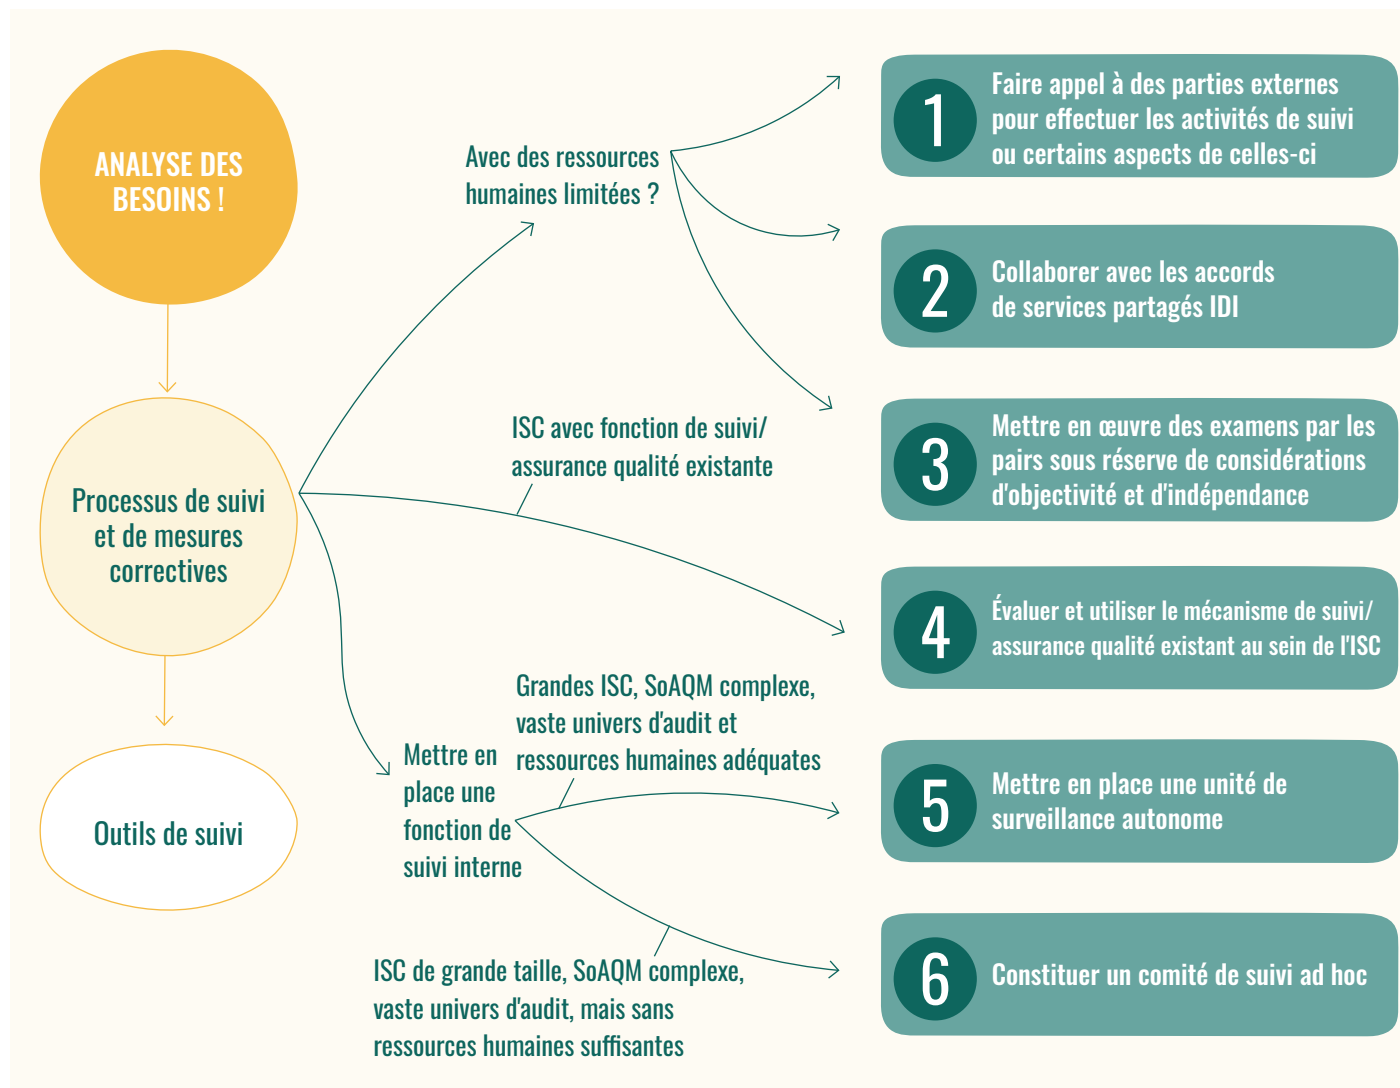 ANALYSE DES
BESOINS !
Processus de suivi
et de mesures
correctives
Outils de suivi
Avec des ressources
humaines limitées ?
ISC avec fonction de suivi/
assurance qualité existante
Mettre en
place une
fonction de
suivi interne
Grandes ISC, SoAQM complexe,
vaste univers d'audit et
ressources humaines adéquates
ISC de grande taille, SoAQM complexe,
vaste univers d'audit, mais sans
ressources humaines suffisantes
1
Faire appel à des parties externes
pour effectuer les activités de suivi
ou certains aspects de celles-ci
2
Collaborer avec les accords
de services partagés IDI
3
Mettre en œuvre des examens par les
pairs sous réserve de considérations
d'objectivité et d'indépendance
4
Évaluer et utiliser le mécanisme de suivi/
assurance qualité existant au sein de l'ISC
5
Mettre en place une unité de
surveillance autonome
6
Constituer un comité de suivi ad hoc